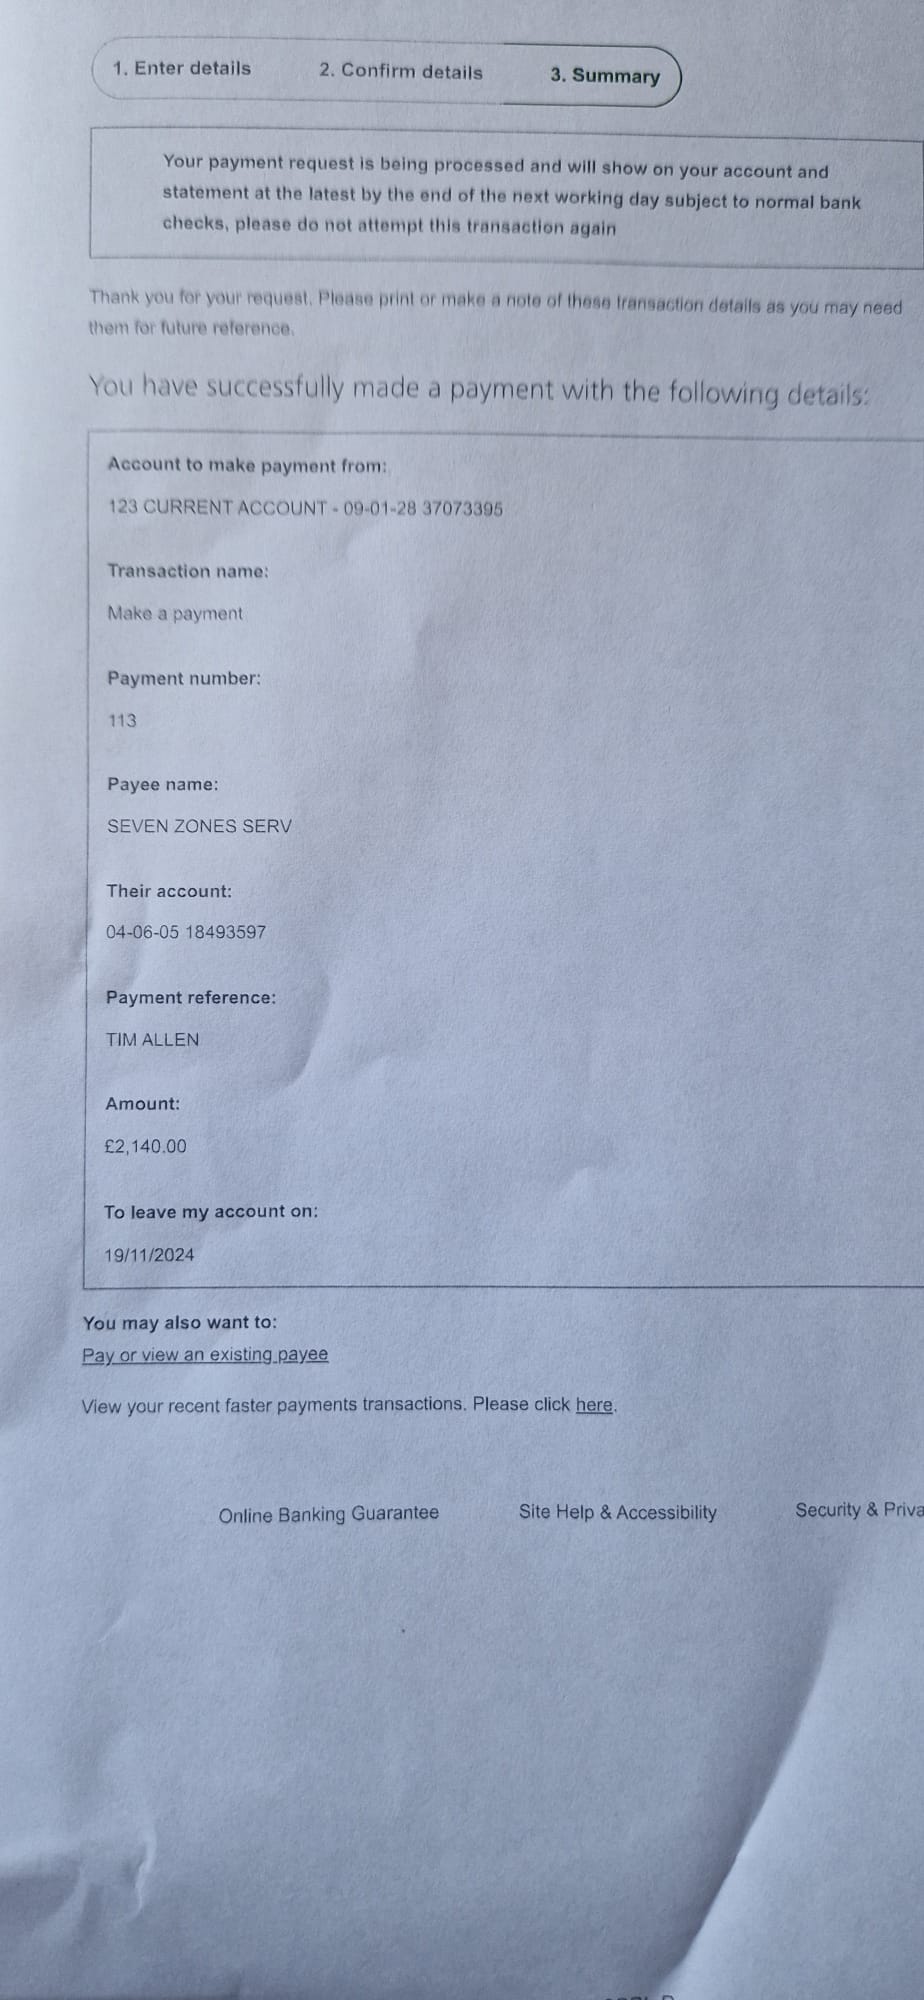 1. Enter details 2. Confirm details 3. Summary
Your payment request is being processed and will show on your account and
statement at the latest by the end of the next working day subject to normal bank
checks, please do not attempt this transaction again
Thank you for your request. Please print or make a note of these transaction details as you may need
them for future reference.
You have successfully made a payment with the following details:
Account to make payment from:
123 CURRENT ACCOUNT - 09-01-28 37073395
Transaction name:
Make a payment
Payment number:
113
Payee name:
SEVEN ZONES SERV
Their account:
04-06-05 18493597
Payment reference:
TIM ALLEN
Amount:
£2,140.00
To leave my account on:
19/11/2024
You may also want to:
Pay or view an existing payee
View your recent faster payments transactions. Please click here.
Online Banking Guarantee Site Help & Accessibility Security & Priva